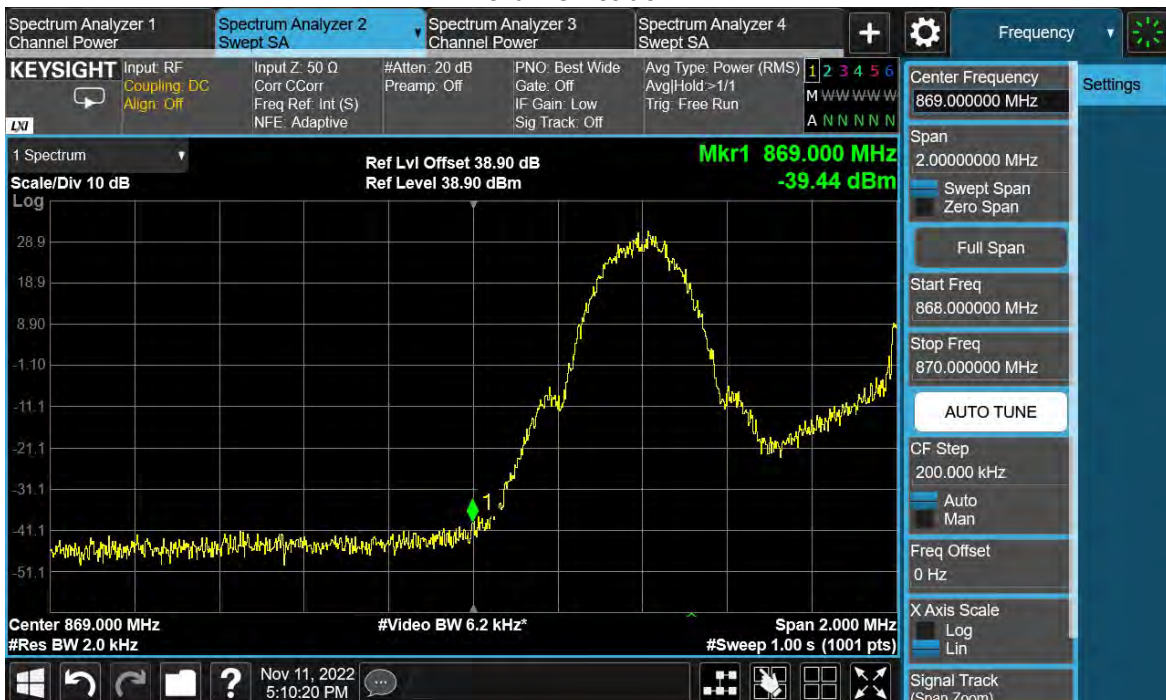 Spectrum Analyzer 1
Channel Power
Spectrum Analyzer 2
Swept SA
Spectrum Analyzer 3
Channel Power
Spectrum Analyzer 4
Swept SA
+
Frequency
KEYSIGHT
LXI
Input: RF
Coupling: DC
Align: Off
Input Z: 50 Ω
Corr CCorr
Freq Ref: Int (S)
NFE: Adaptive
#Atten: 20 dB
Preamp: Off
PNO: Best Wide
Gate: Off
IF Gain: Low
Sig Track: Off
Avg Type: Power (RMS)
Avg|Hold:>1/1
Trig: Free Run
1 2 3 4 5 6
M W W W W W
A N N N N N
1 Spectrum
Scale/Div 10 dB
Log
Ref Lvl Offset 38.90 dB
Ref Level 38.90 dBm
Mkr1 869.000 MHz
-39.44 dBm
28.9
18.9
8.90
-1.10
-11.1
-21.1
-31.1
-41.1
-51.1
1
Center 869.000 MHz
#Res BW 2.0 kHz
#Video BW 6.2 kHz*
Span 2.000 MHz
#Sweep 1.00 s (1001 pts)
?
Nov 11, 2022
5:10:20 PM
Center Frequency
869.000000 MHz
Span
2.00000000 MHz
Swept Span
Zero Span
Full Span
Start Freq
868.000000 MHz
Stop Freq
870.000000 MHz
AUTO TUNE
CF Step
200.000 kHz
Auto
Man
Freq Offset
0 Hz
X Axis Scale
Log
Lin
Signal Track
(Span Zoom)
Settings